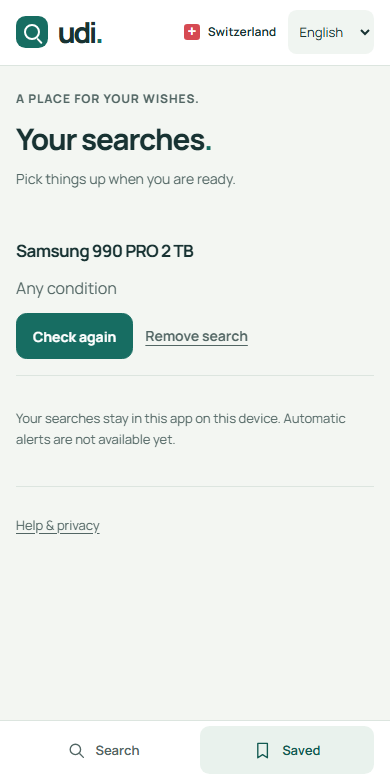 udi.
Switzerland
English
A PLACE FOR YOUR WISHES.
Your searches.
Pick things up when you are ready.
Samsung 990 PRO 2 TB
Any condition
Check again
Remove search
Your searches stay in this app on this device. Automatic
alerts are not available yet.
Help & privacy
Search
Saved